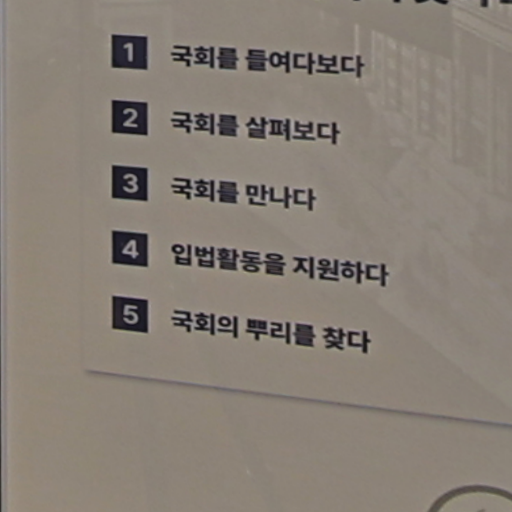 1 국회를 들여다보다
2 국회를 살펴보다
3 국회를 만나다
4 입법활동을 지원하다
5 국회의 뿌리를 찾다